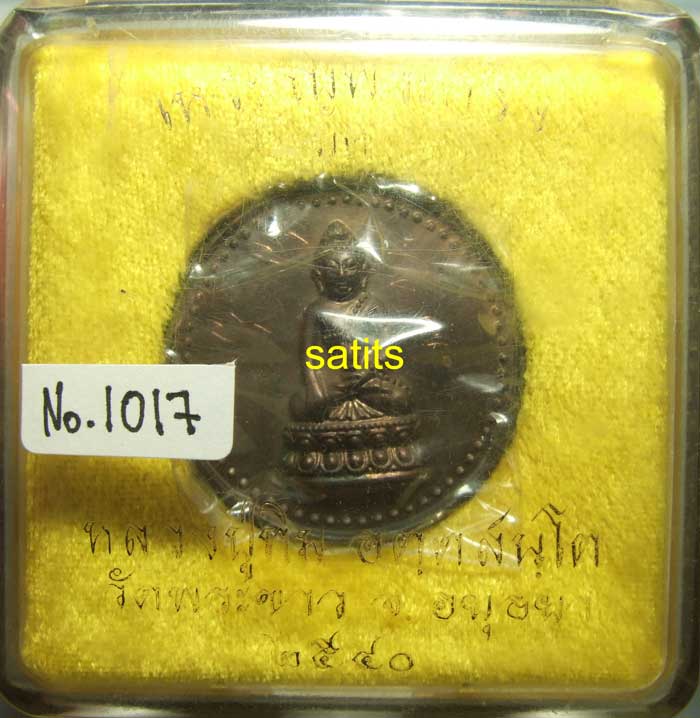 satits
No.1017
หลวงปู่ทิม อตฺตสนฺโต
วัดพระขาว จ.อยุธยา
๒๕๔๐